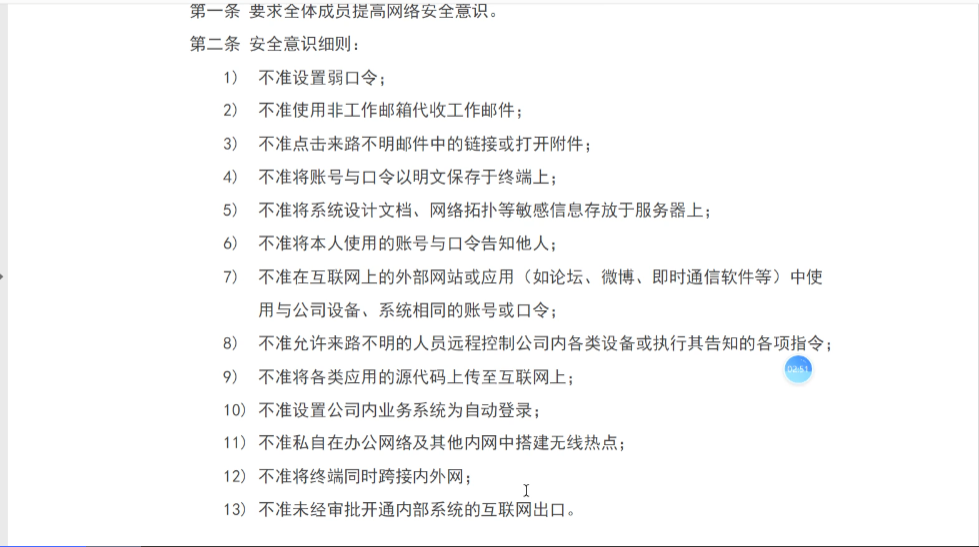 第一条 要求全体成员提高网络安全意识。
第二条 安全意识细则：
1） 不准设置弱口令；
2） 不准使用非工作邮箱代收工作邮件；
3） 不准点击来路不明邮件中的链接或打开附件；
4） 不准将账号与口令以明文保存于终端上；
5） 不准将系统设计文档、网络拓扑等敏感信息存放于服务器上；
6） 不准将本人使用的账号与口令告知他人；
7） 不准在互联网上的外部网站或应用（如论坛、微博、即时通信软件等）中使
用与公司设备、系统相同的账号或口令；
8） 不准允许来路不明的人员远程控制公司内各类设备或执行其告知的各项指令；
02:51
9） 不准将各类应用的源代码上传至互联网上；
10） 不准设置公司内业务系统为自动登录；
11） 不准私自在办公网络及其他内网中搭建无线热点；
12） 不准将终端同时跨接内外网；
13） 不准未经审批开通内部系统的互联网出口。